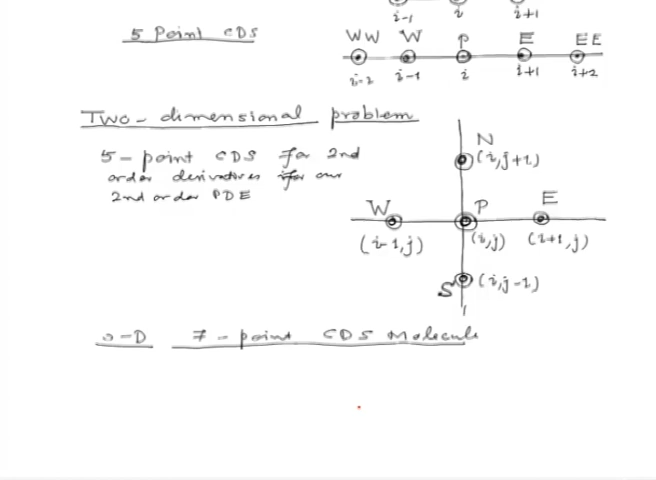 i-1 i i+1
5 Point CDS
WW W P E EE
i-2 i-1 i i+1 i+2
Two-dimensional problem
5-point CDS for 2nd
order derivatives for our
2nd order PDE
N
(i,j+1)
W P E
(i-1,j) (i,j) (i+1,j)
S (i,j-1)
3-D 7-point CDS Molecule